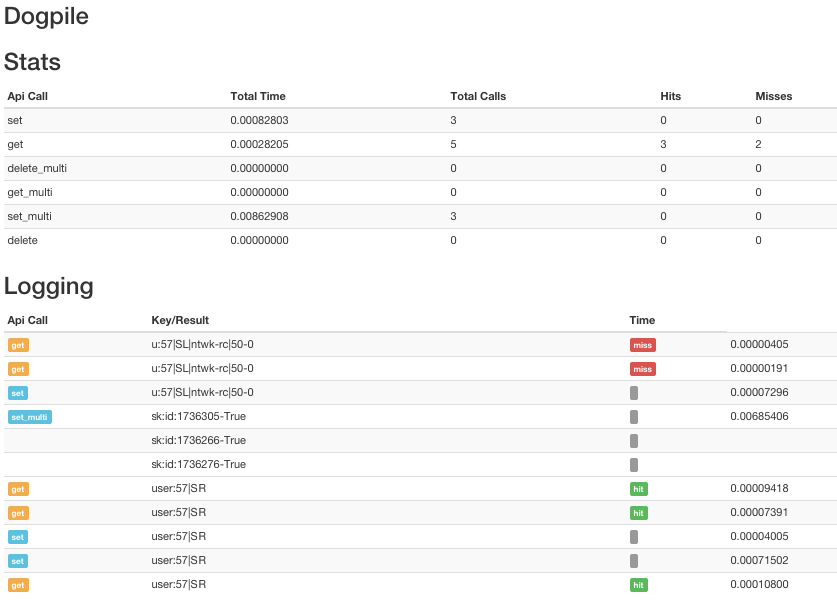 Dogpile
Stats
Api Call Total Time Total Calls Hits Misses
set 0.00082803 3 0 0
get 0.00028205 5 3 2
delete_multi 0.00000000 0 0 0
get_multi 0.00000000 0 0 0
set_multi 0.00862908 3 0 0
delete 0.00000000 0 0 0
Logging
Api Call Key/Result Time
get u:57|SL|ntwk-rc|50-0 miss 0.00000405
get u:57|SL|ntwk-rc|50-0 miss 0.00000191
set u:57|SL|ntwk-rc|50-0 0.00007296
set_multi sk:id:1736305-True 0.00685406
sk:id:1736266-True
sk:id:1736276-True
get user:57|SR hit 0.00009418
get user:57|SR hit 0.00007391
set user:57|SR 0.00004005
set user:57|SR 0.00071502
get user:57|SR hit 0.00010800